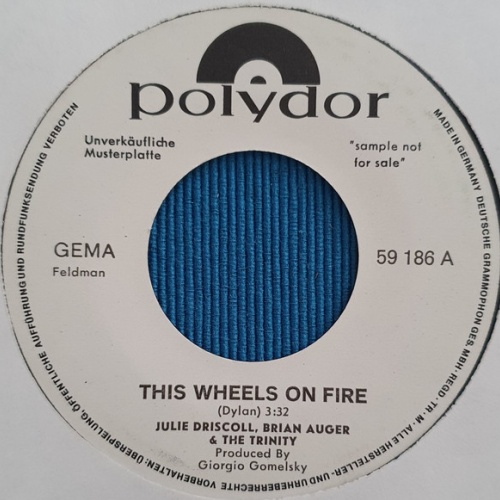 polydor
Unverkäufliche
Musterplatte
"sample not
for sale"
GEMA
Feldman
59 186 A
THIS WHEELS ON FIRE
(Dylan) 3:32
JULIE DRISCOLL, BRIAN AUGER
& THE TRINITY
Produced By
Giorgio Gomelsky
MADE IN GERMANY DEUTSCHE GRAMMOPHON GES. MBH · REGD. · TR. · M. · ALLE HERSTELLER- UND URHEBERRECHTE VORBEHALTEN: ÜBERSPIELUNG, ÖFFENTLICHE AUFFÜHRUNG UND RUNDFUNKSENDUNG VERBOTEN